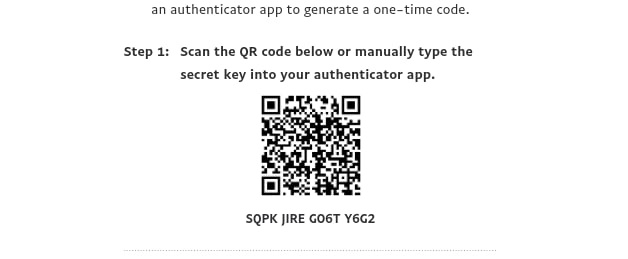 an authenticator app to generate a one-time code.
Step 1: Scan the QR code below or manually type the
secret key into your authenticator app.
SQPK JIRE GO6T Y6G2